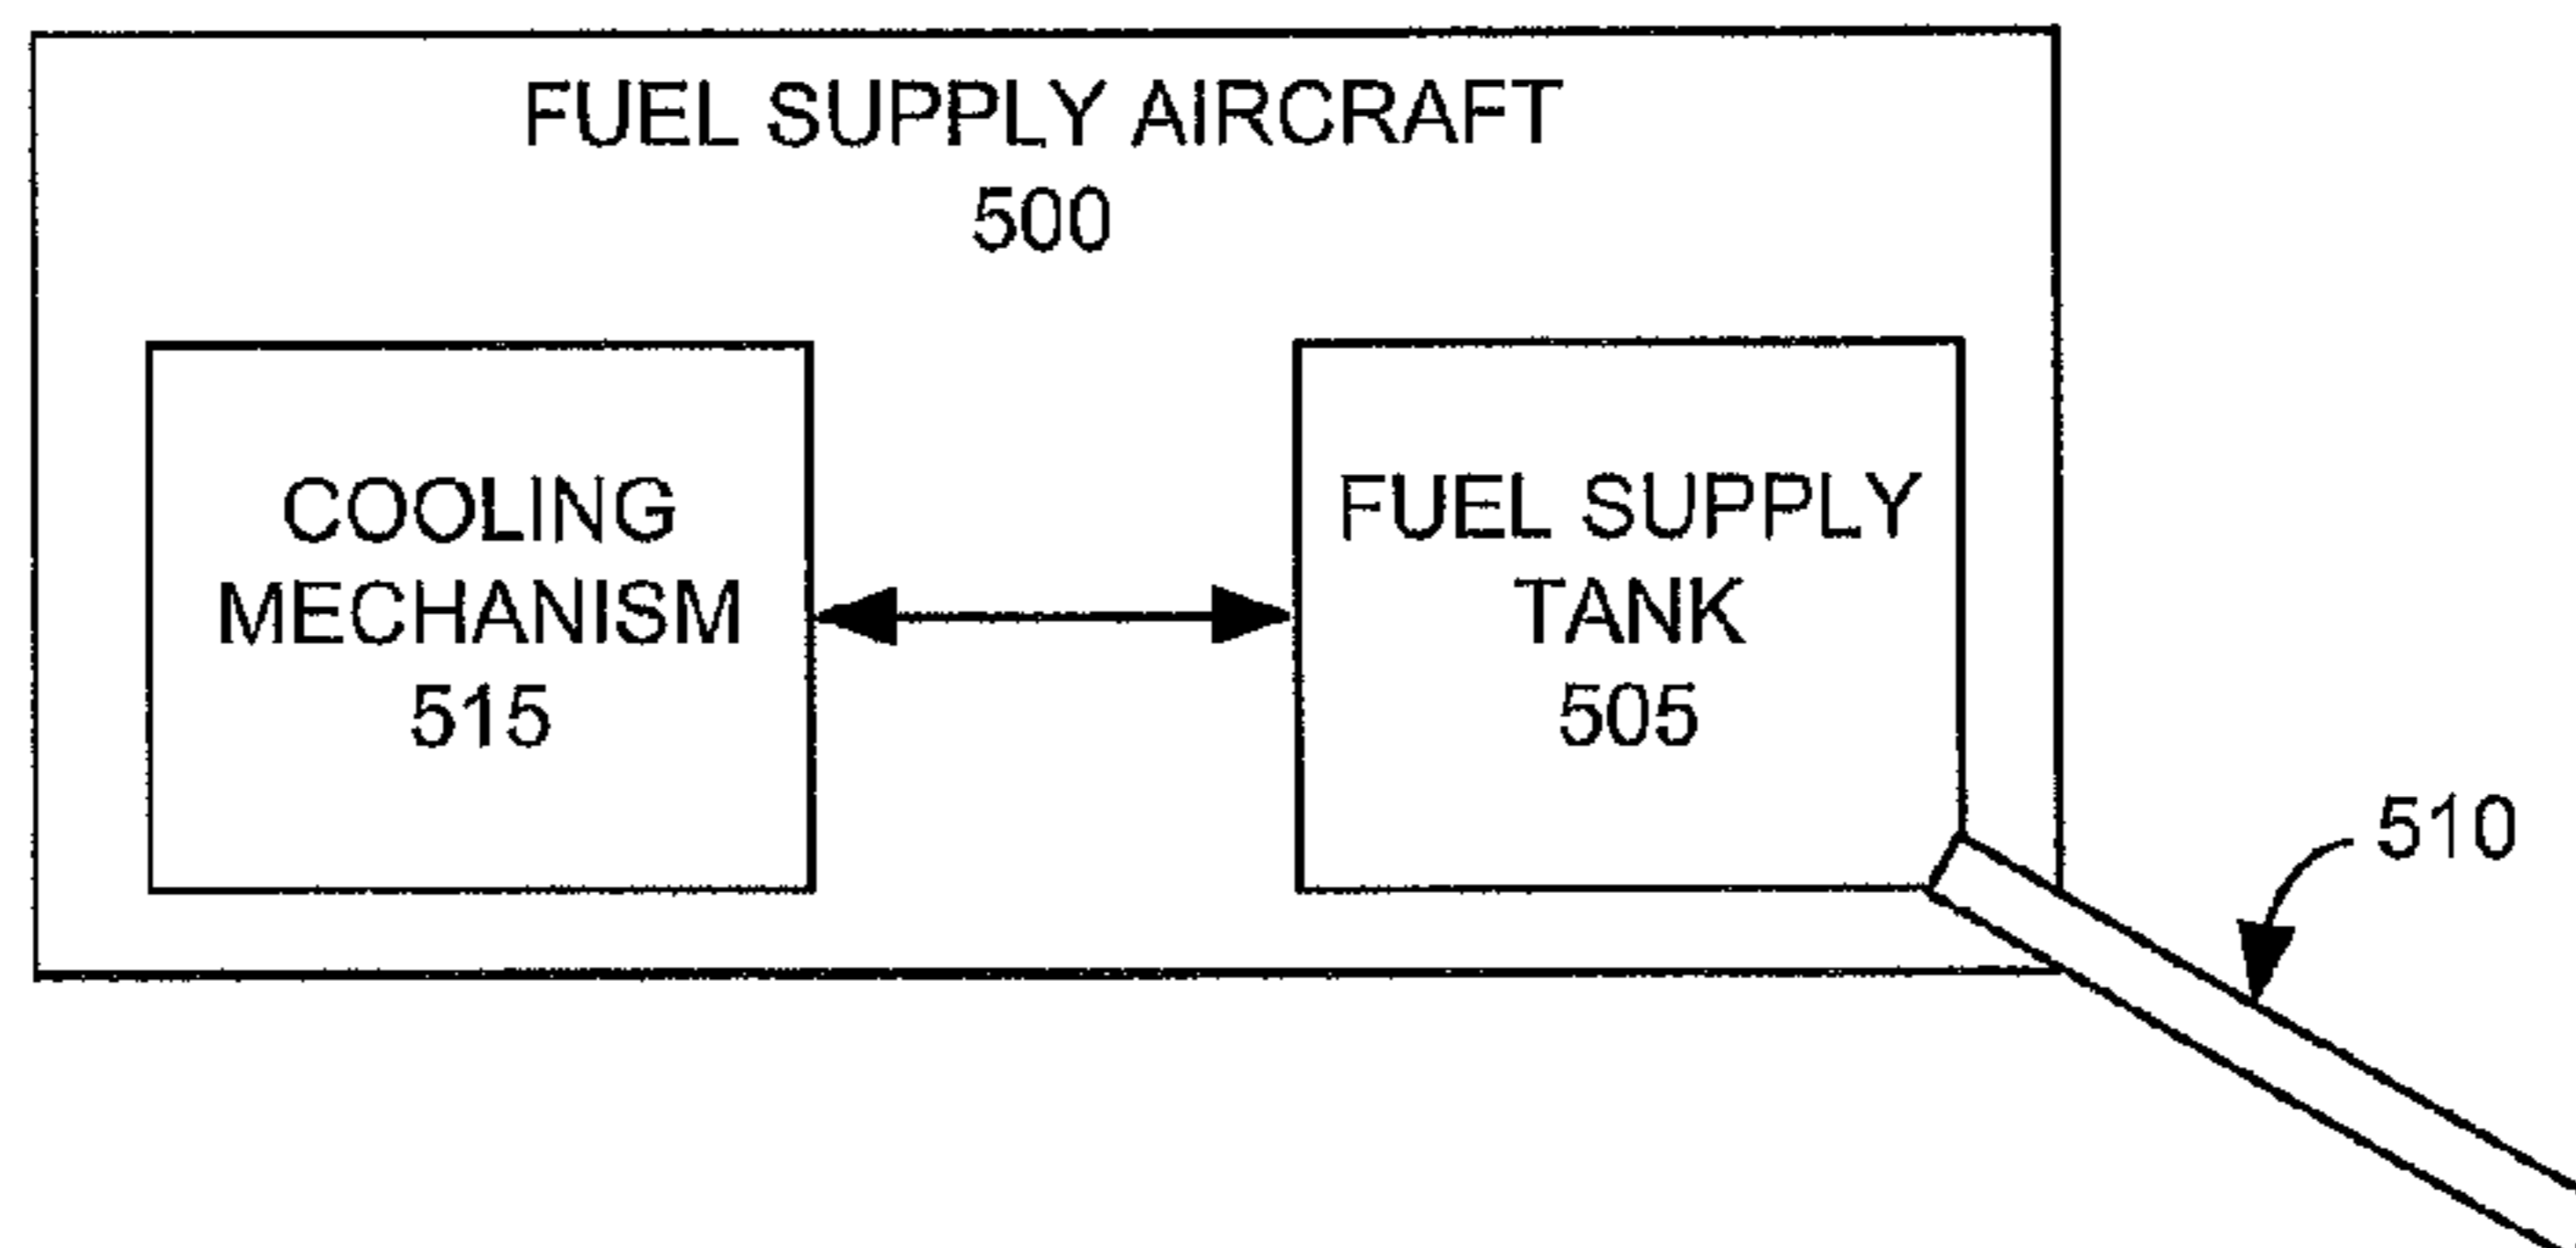 FUEL SUPPLY AIRCRAFT
500
COOLING
MECHANISM
515
FUEL SUPPLY
TANK
505
510